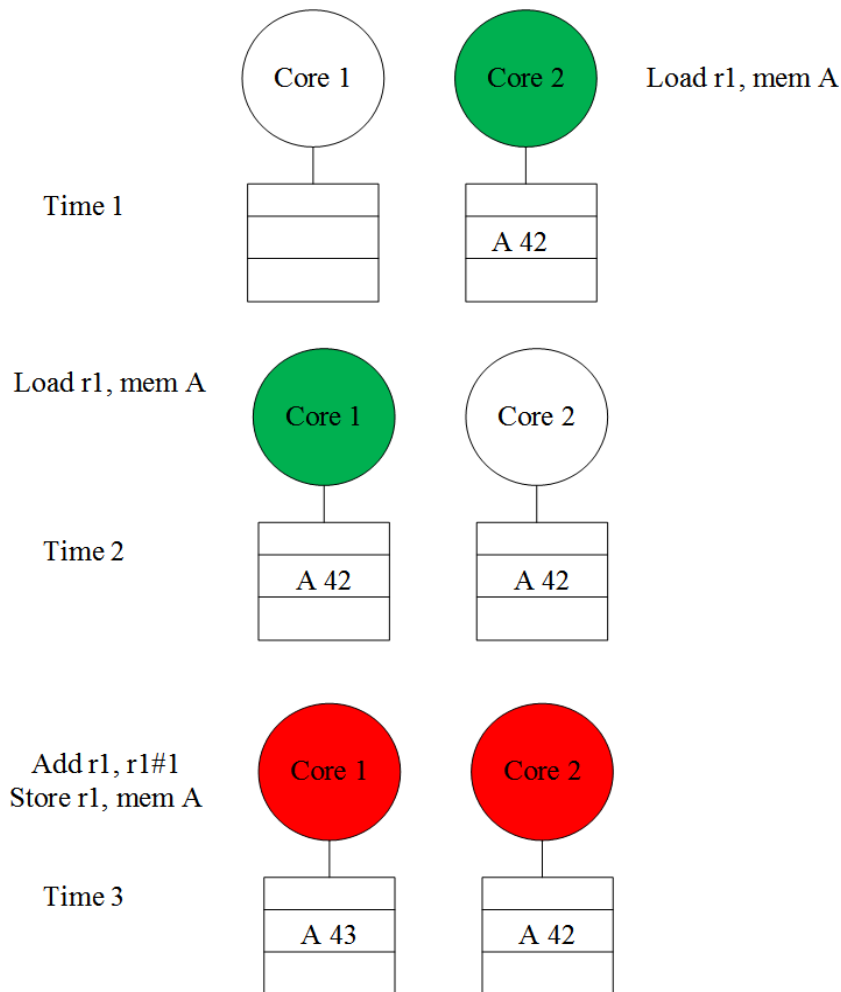 Core 1
Core 2
Load r1, mem A
Time 1
A 42
Load r1, mem A
Core 1
Core 2
Time 2
A 42
A 42
Add r1, r1#1
Store r1, mem A
Core 1
Core 2
Time 3
A 43
A 42